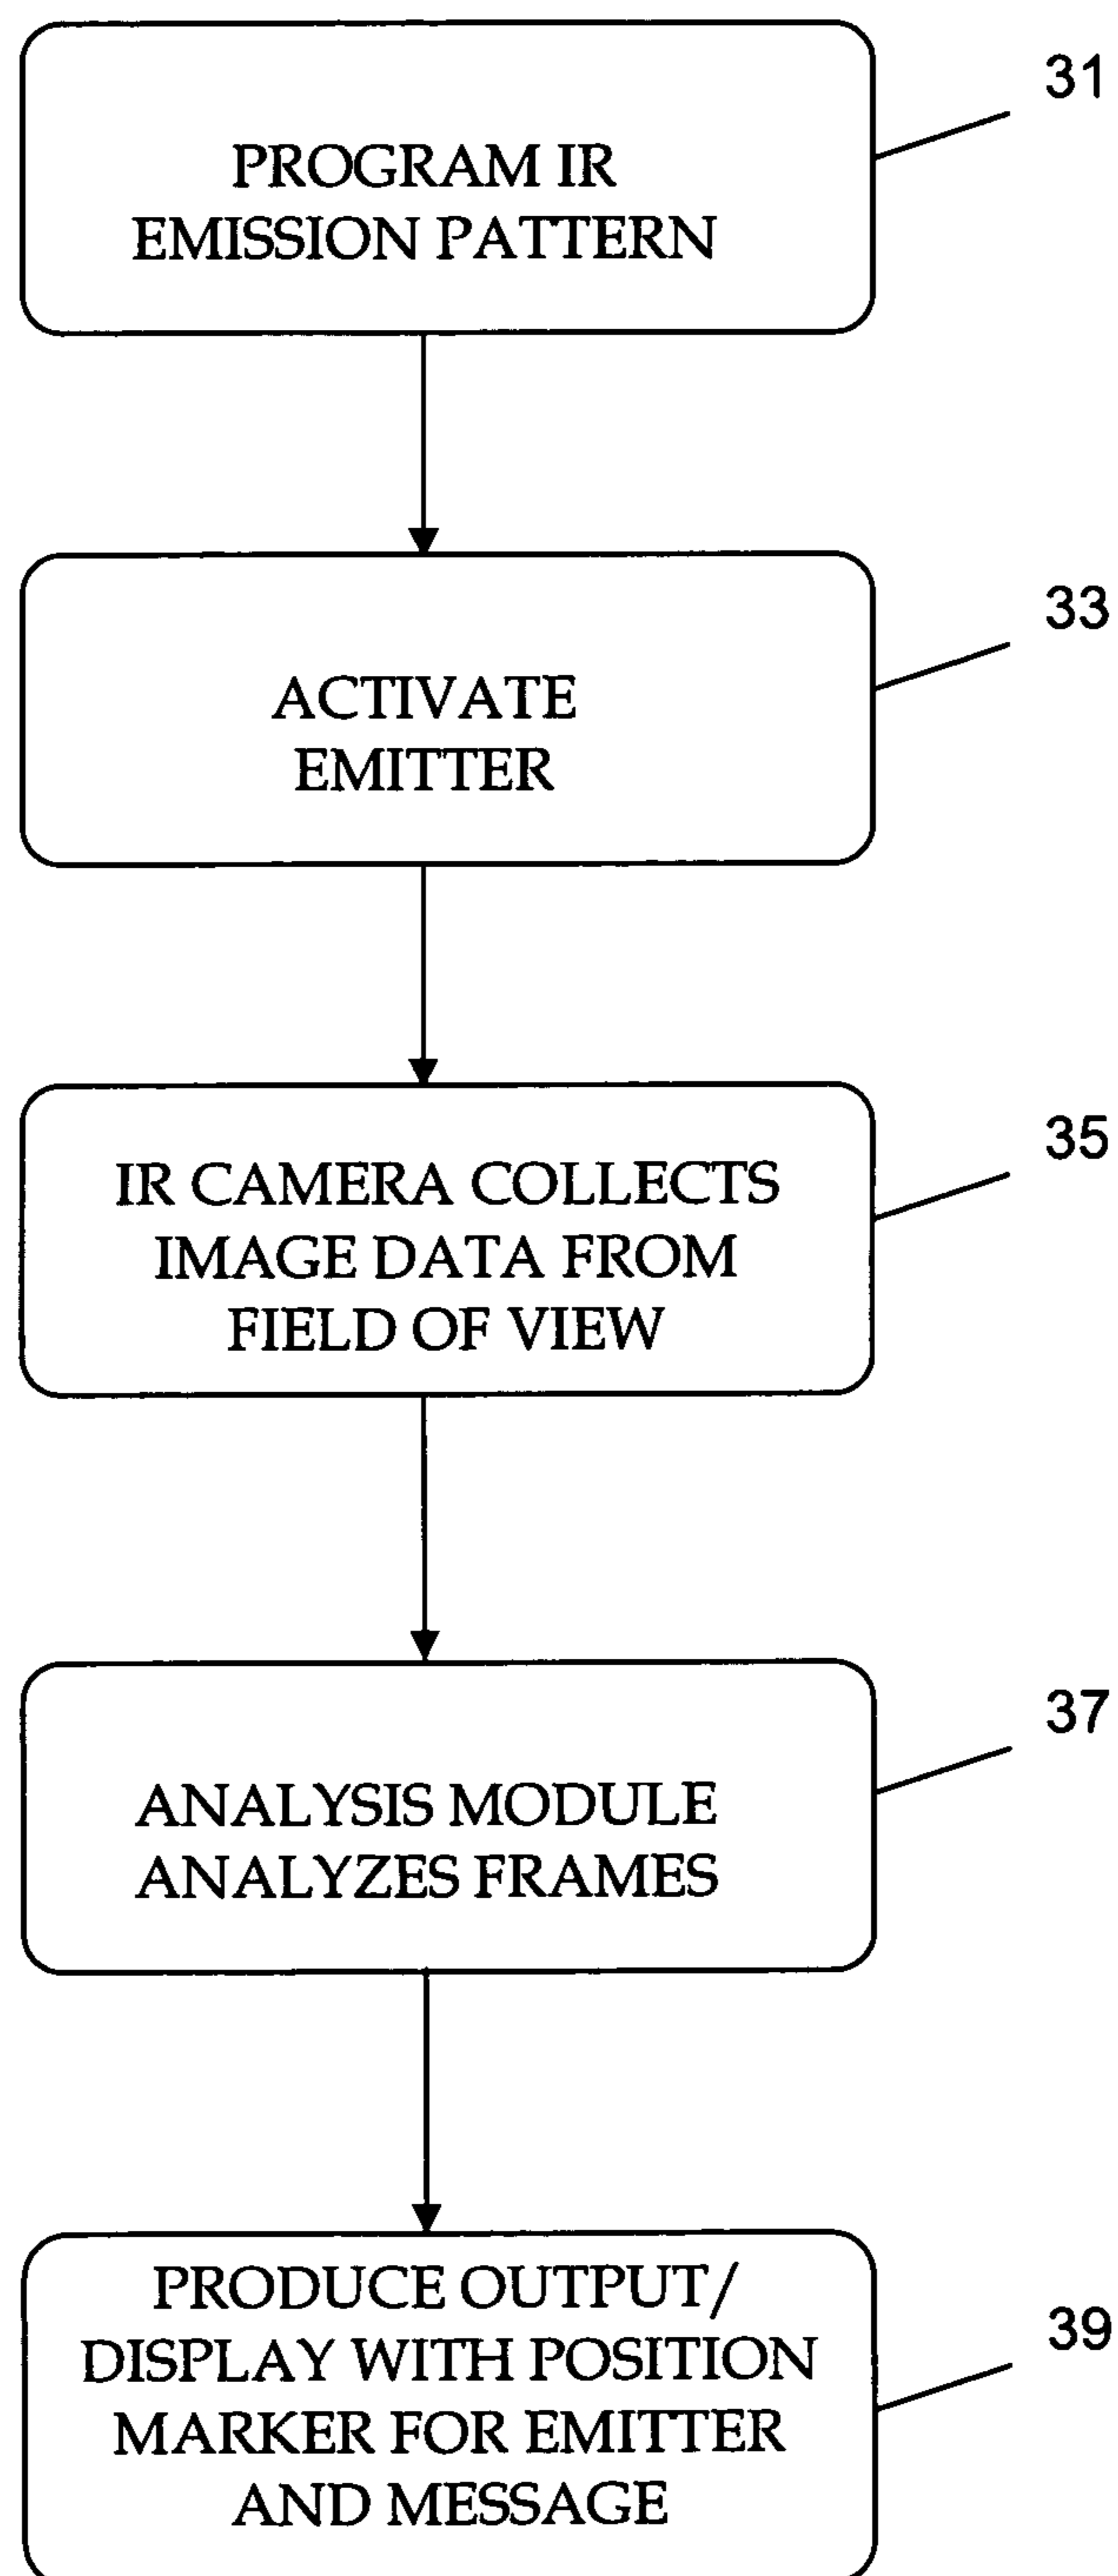 31
PROGRAM IR
EMISSION PATTERN
33
ACTIVATE
EMITTER
35
IR CAMERA COLLECTS
IMAGE DATA FROM
FIELD OF VIEW
37
ANALYSIS MODULE
ANALYZES FRAMES
39
PRODUCE OUTPUT/
DISPLAY WITH POSITION
MARKER FOR EMITTER
AND MESSAGE